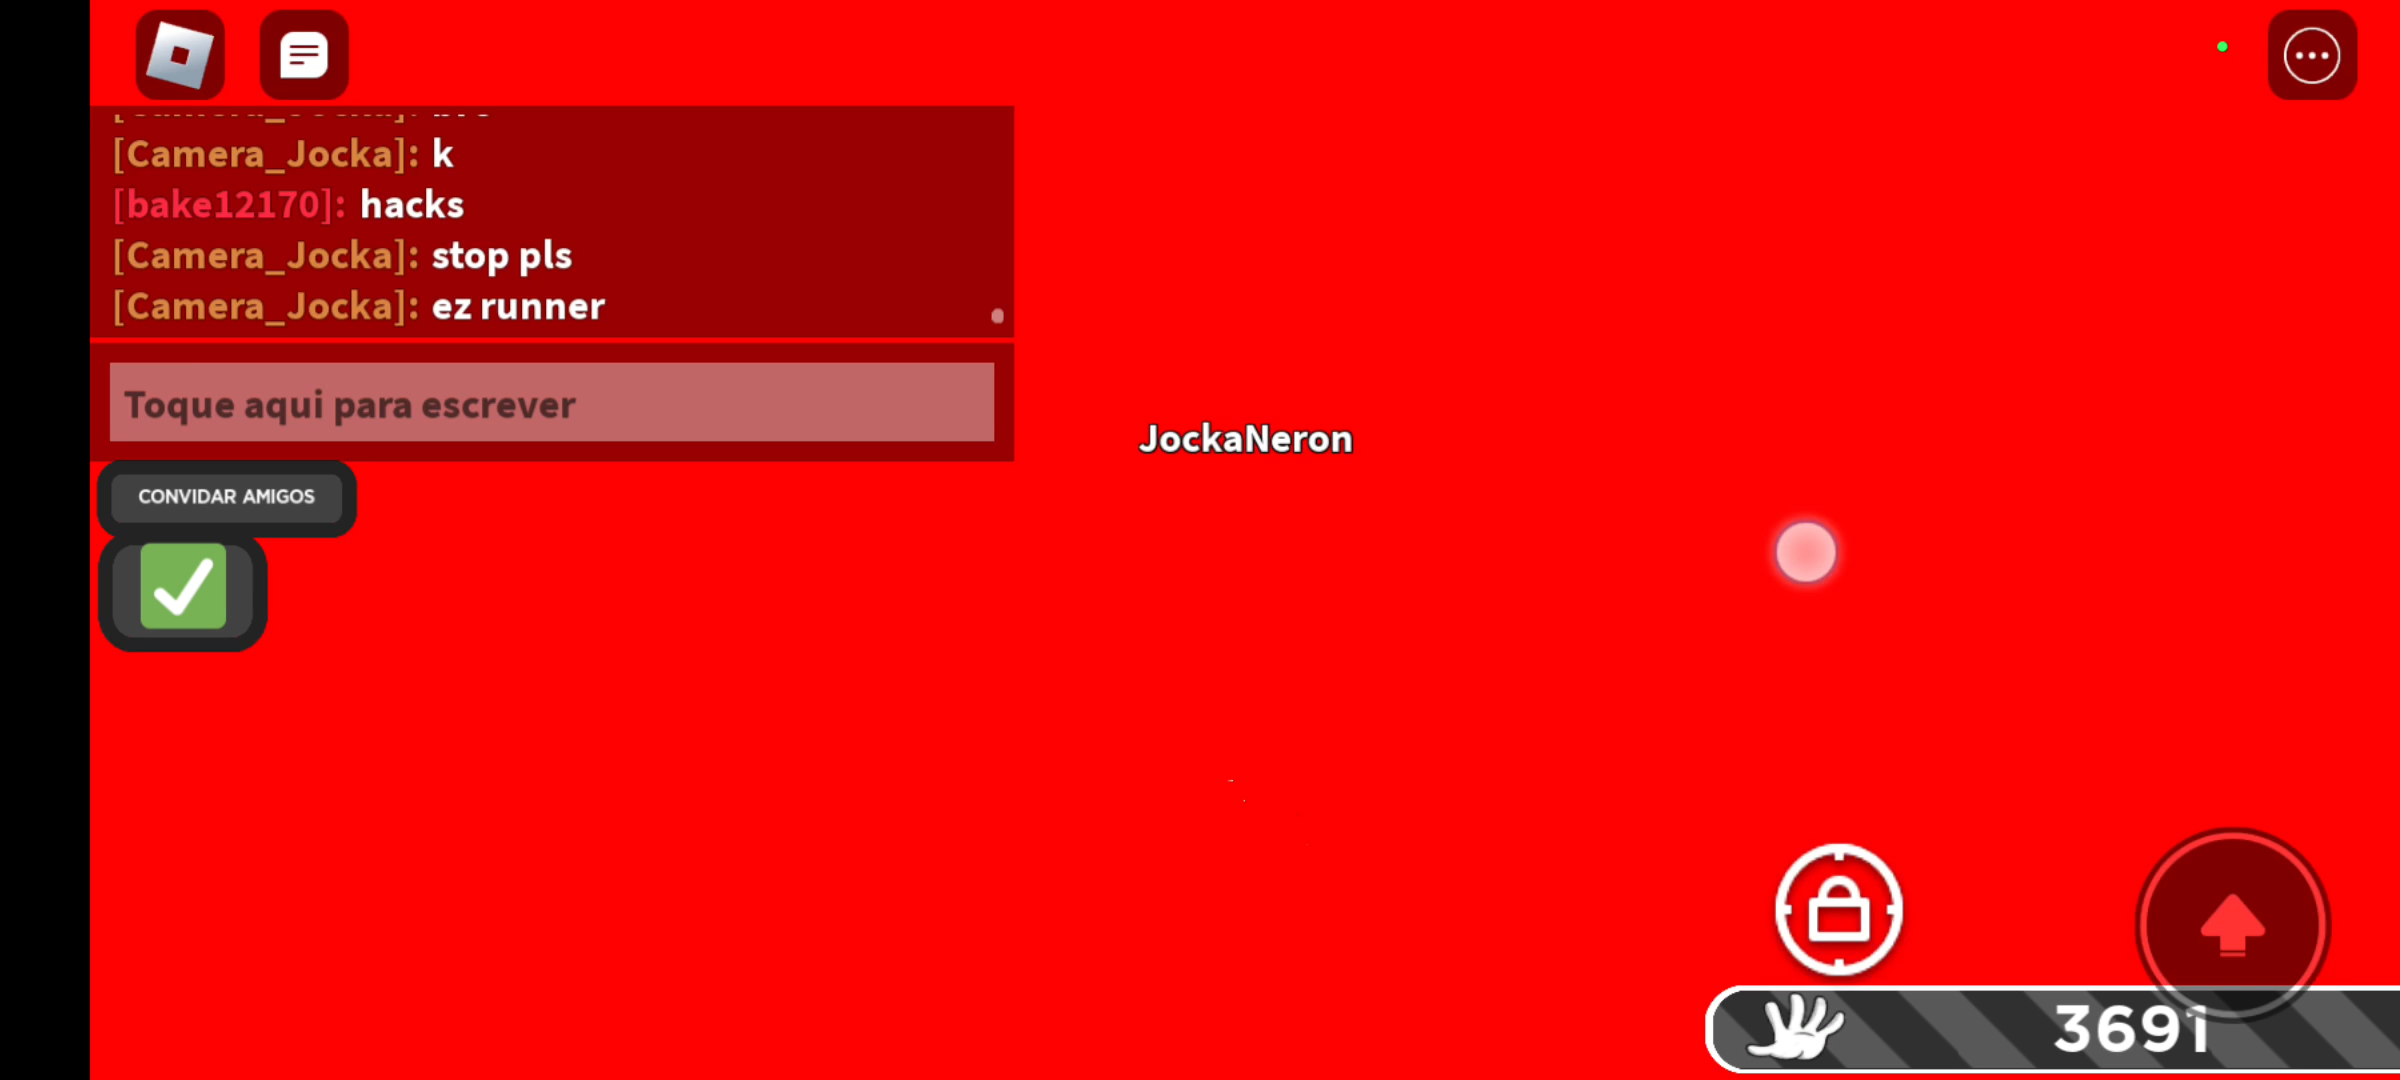 [Camera_Jocka]: k
[bake12170]: hacks
[Camera_Jocka]: stop pls
[Camera_Jocka]: ez runner
Toque aqui para escrever
JockaNeron
CONVIDAR AMIGOS
3691